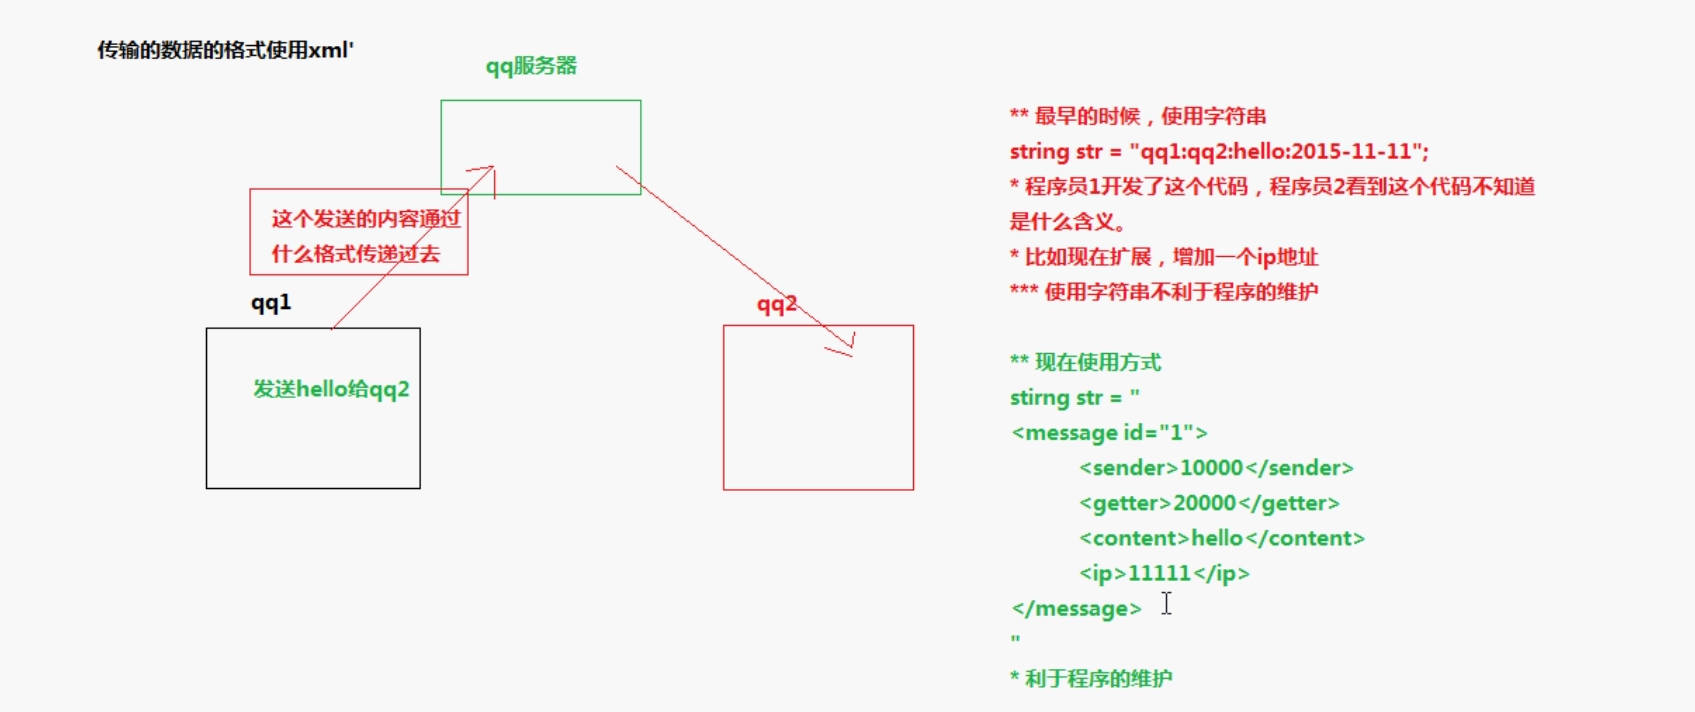 传输的数据的格式使用xml'
qq服务器
这个发送的内容通过
什么格式传递过去
qq1
发送hello给qq2
qq2
** 最早的时候，使用字符串
string str = "qq1:qq2:hello:2015-11-11";
* 程序员1开发了这个代码，程序员2看到这个代码不知道
是什么含义。
* 比如现在扩展，增加一个ip地址
*** 使用字符串不利于程序的维护
** 现在使用方式
stirng str = "
<message id="1">
<sender>10000</sender>
<getter>20000</getter>
<content>hello</content>
<ip>11111</ip>
</message>
"
* 利于程序的维护